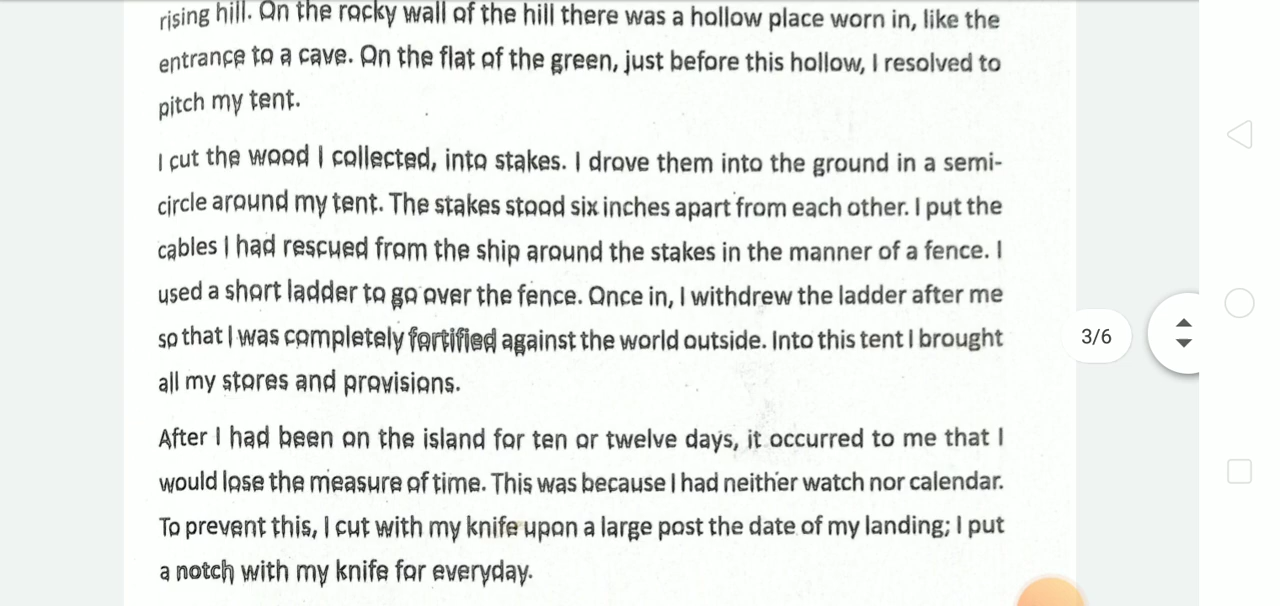 rising hill. On the rocky wall of the hill there was a hollow place worn in, like the
entrance to a cave. On the flat of the green, just before this hollow, I resolved to
pitch my tent.
I cut the wood I collected, into stakes. I drove them into the ground in a semi-
circle around my tent. The stakes stood six inches apart from each other. I put the
cables I had rescued from the ship around the stakes in the manner of a fence. I
used a short ladder to go over the fence. Once in, I withdrew the ladder after me
so that I was completely fortified against the world outside. Into this tent I brought
all my stores and provisions.
After I had been on the island for ten or twelve days, it occurred to me that I
would lose the measure of time. This was because I had neither watch nor calendar.
To prevent this, I cut with my knife upon a large post the date of my landing; I put
a notch with my knife for everyday.
3/6